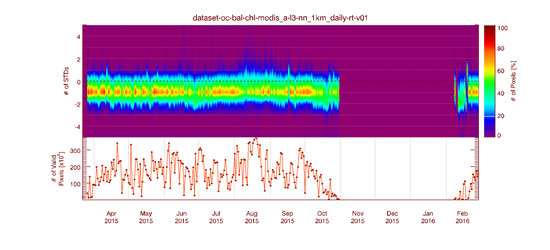 dataset-oc-bal-chl-modis_a-l3-nn_1km_daily-rt-v01
4
2
0
-2
-4
# of STDs
100
80
60
40
20
0
# of Pixels [%]
300
200
100
# of Valid
Pixels [x10³]
Apr May Jun Jul Aug Sep Oct Nov Dec Jan Feb
2015 2015 2015 2015 2015 2015 2015 2015 2015 2016 2016